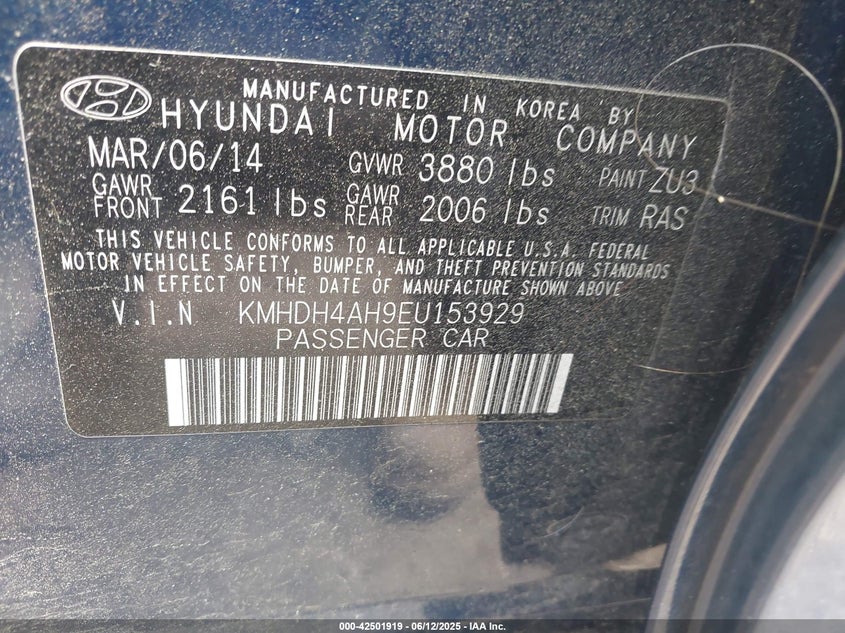 MANUFACTURED IN KOREA BY
HYUNDAI MOTOR COMPANY
MAR/06/14 GVWR 3880 lbs PAINT ZU3
GAWR FRONT 2161 lbs GAWR REAR 2006 lbs TRIM RAS
THIS VEHICLE CONFORMS TO ALL APPLICABLE U.S.A. FEDERAL
MOTOR VEHICLE SAFETY, BUMPER, AND THEFT PREVENTION STANDARDS
IN EFFECT ON THE DATE OF MANUFACTURE SHOWN ABOVE
V.I.N KMHDH4AH9EU153929
PASSENGER CAR
000-42501919 - 06/12/2025 - IAA Inc.